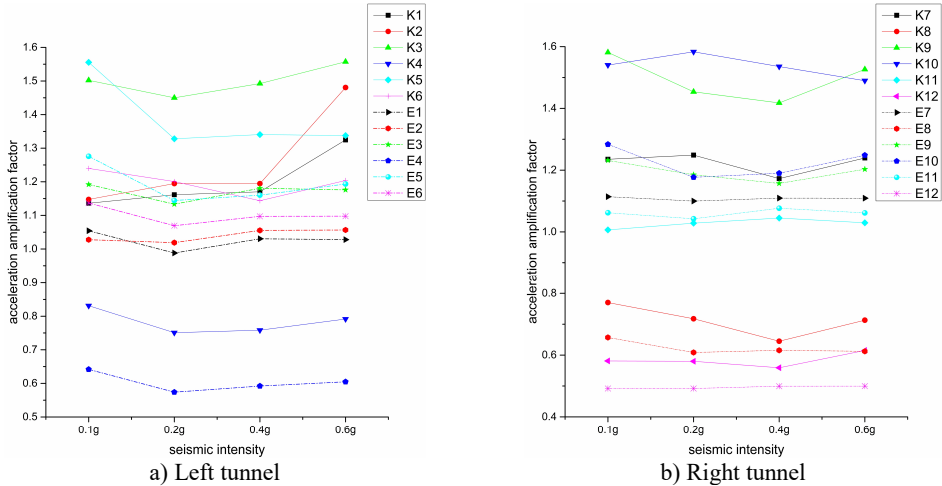 K1
K2
K3
K4
K5
K6
E1
E2
E3
E4
E5
E6
1.6
1.5
1.4
1.3
1.2
1.1
1.0
0.9
0.8
0.7
0.6
0.5
acceleration amplification factor
0.1g 0.2g 0.4g 0.6g
seismic intensity
a) Left tunnel
K7
K8
K9
K10
K11
K12
E7
E8
E9
E10
E11
E12
1.6
1.4
1.2
1.0
0.8
0.6
0.4
acceleration amplification factor
0.1g 0.2g 0.4g 0.6g
seismic intensity
b) Right tunnel